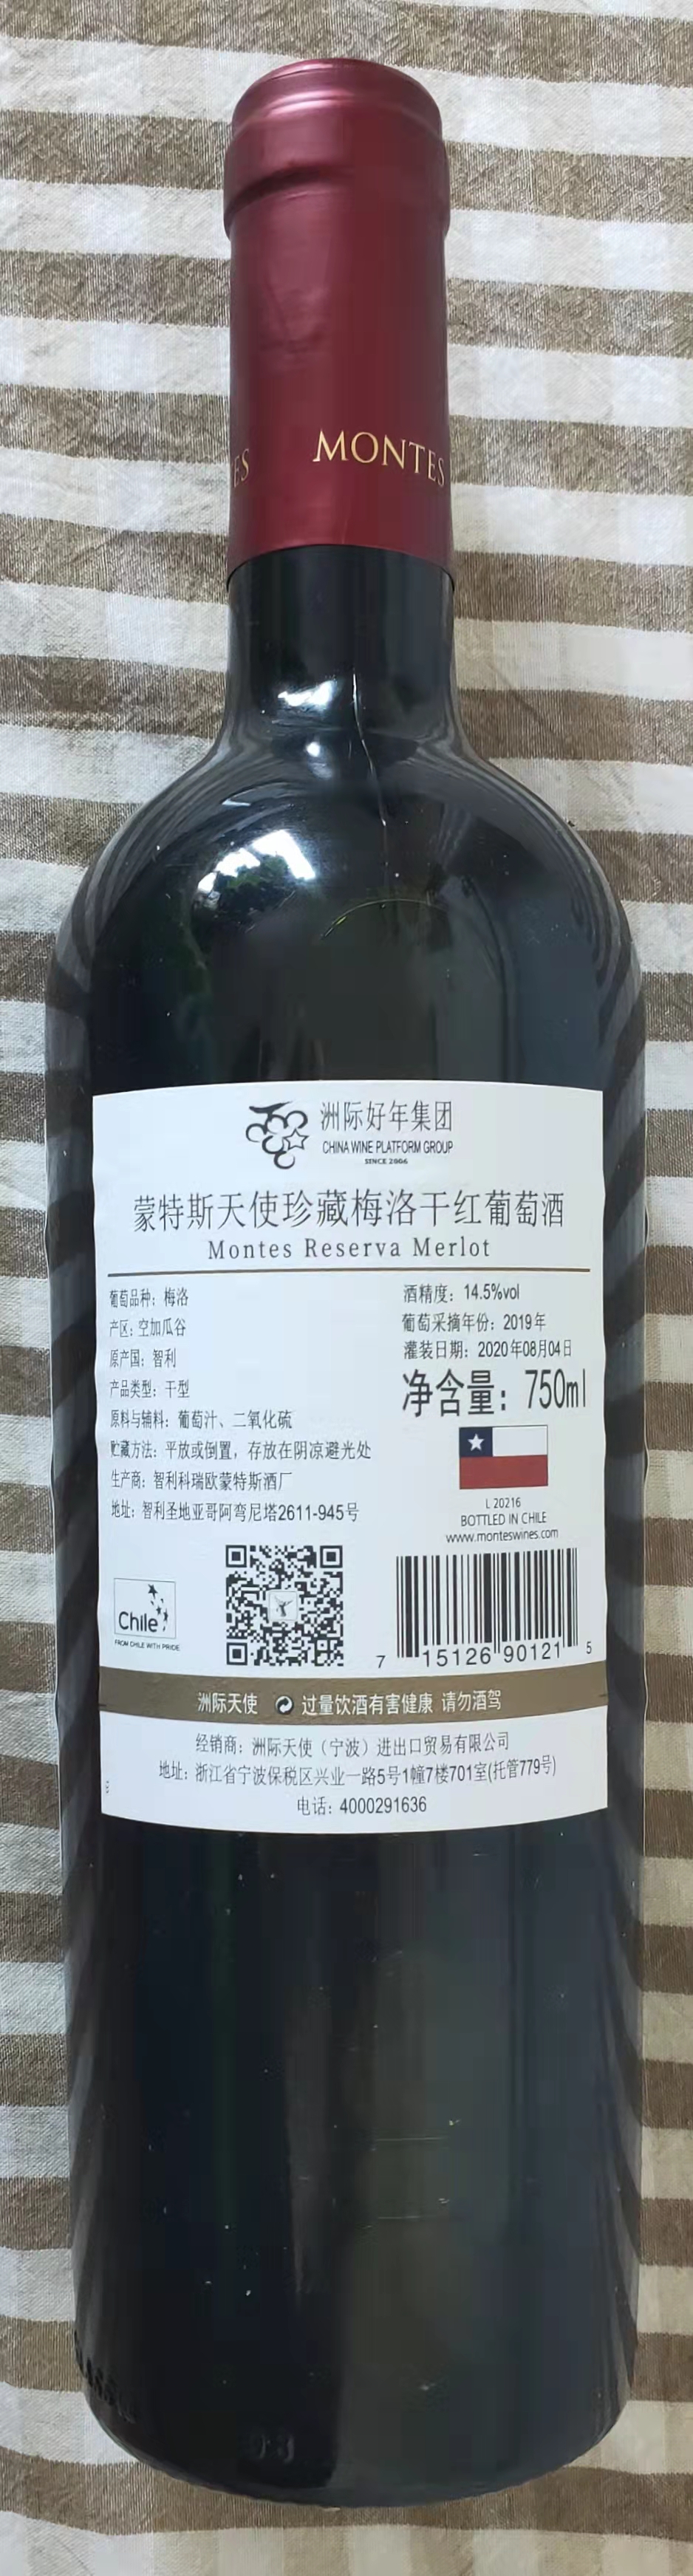 ES MONTES
洲际好年集团
CHINA WINE PLATFORM GROUP
SINCE 2006
蒙特斯天使珍藏梅洛干红葡萄酒
Montes Reserva Merlot
葡萄品种：梅洛
产区：空加瓜谷
原产国：智利
产品类型：干型
原料与辅料：葡萄汁、二氧化硫
贮藏方法：平放或倒置，存放在阴凉避光处
生产商：智利科瑞欧蒙特斯酒厂
地址：智利圣地亚哥阿弯尼塔2611-945号
酒精度：14.5%vol
葡萄采摘年份：2019年
灌装日期：2020年08月04日
净含量：750ml
L 20216
BOTTLED IN CHILE
www.monteswines.com
Chile
FROM CHILE WITH PRIDE
7 15126 90121 5
洲际天使 过量饮酒有害健康 请勿酒驾
经销商：洲际天使（宁波）进出口贸易有限公司
地址：浙江省宁波保税区兴业一路5号1幢7楼701室(托管779号)
电话：4000291636